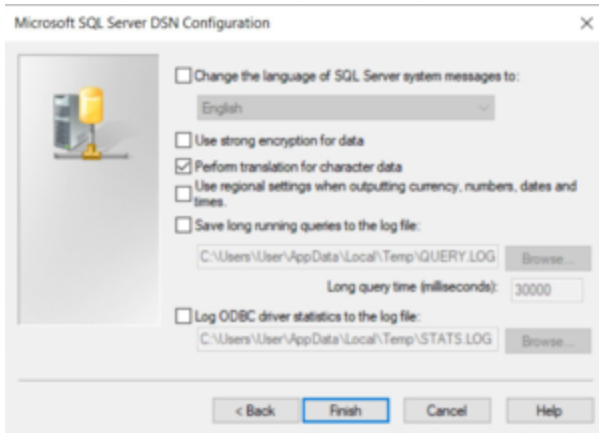 Microsoft SQL Server DSN Configuration
Change the language of SQL Server system messages to:
English
Use strong encryption for data
Perform translation for character data
Use regional settings when outputting currency, numbers, dates and
times.
Save long running queries to the log file:
C:\Users\User\AppData\Local\Temp\QUERY.LOG
Browse...
Long query time (milliseconds):
30000
Log ODBC driver statistics to the log file:
C:\Users\User\AppData\Local\Temp\STATS.LOG
Browse...
< Back
Finish
Cancel
Help